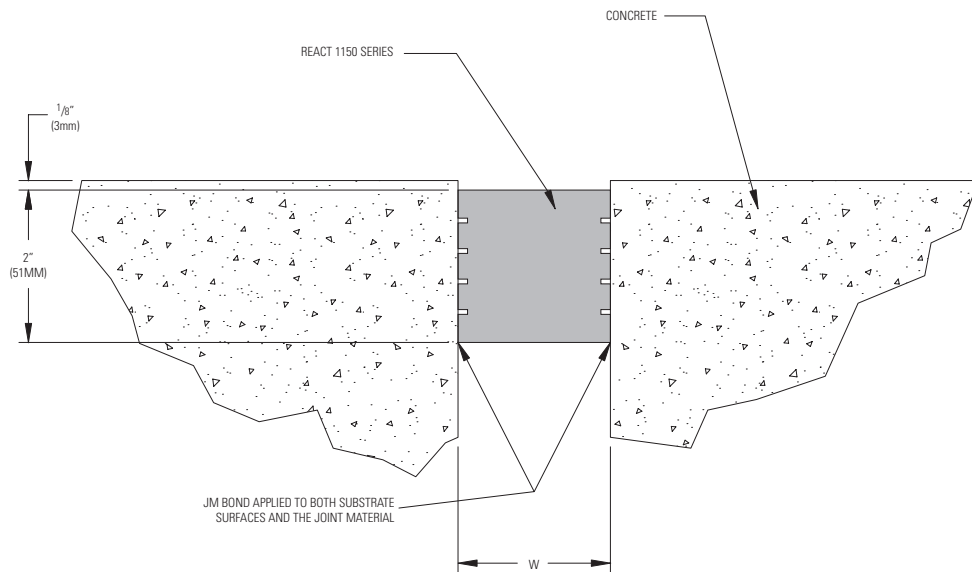 CONCRETE
REACT 1150 SERIES
1/8"
(3mm)
2"
(51MM)
JM BOND APPLIED TO BOTH SUBSTRATE
SURFACES AND THE JOINT MATERIAL
W